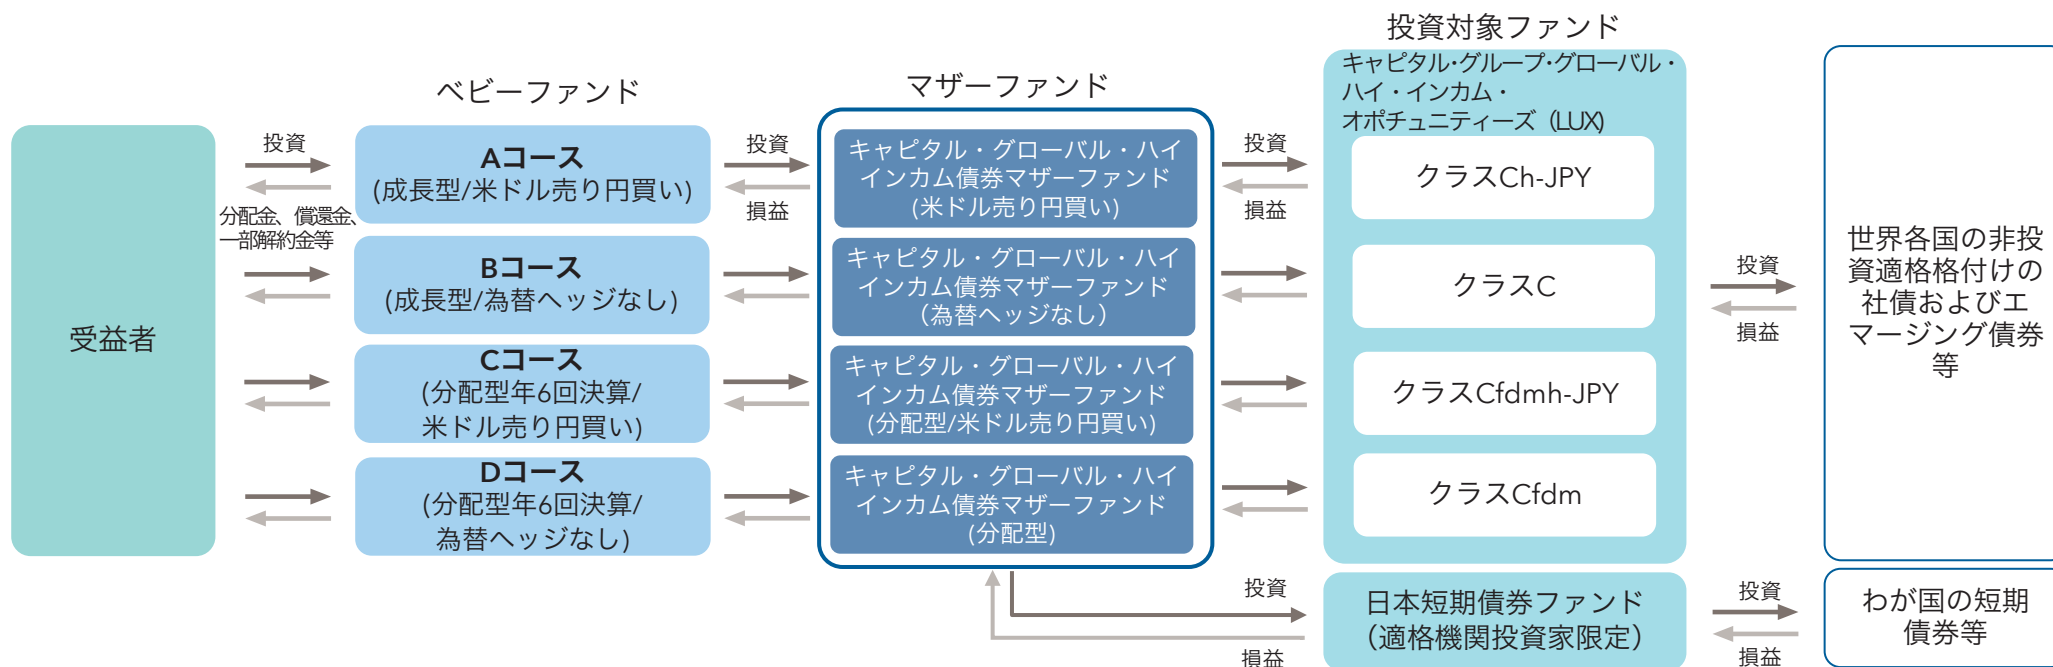 受益者
投資
分配金、償還金、
一部解約金等
ベビーファンド
Aコース
(成長型/米ドル売り円買い)
Bコース
(成長型/為替ヘッジなし)
Cコース
(分配型年6回決算/
米ドル売り円買い)
Dコース
(分配型年6回決算/
為替ヘッジなし)
投資
損益
マザーファンド
キャピタル・グローバル・ハイ
インカム債券マザーファンド
(米ドル売り円買い)
キャピタル・グローバル・ハイ
インカム債券マザーファンド
（為替ヘッジなし）
キャピタル・グローバル・ハイ
インカム債券マザーファンド
(分配型/米ドル売り円買い)
キャピタル・グローバル・ハイ
インカム債券マザーファンド
(分配型)
投資
損益
投資対象ファンド
キャピタル・グループ・グローバル・
ハイ・インカム・
オポチュニティーズ（LUX)
クラスCh-JPY
クラスC
クラスCfdmh-JPY
クラスCfdm
投資
損益
世界各国の非投
資適格格付けの
社債およびエ
マージング債券
等
投資
損益
日本短期債券ファンド
（適格機関投資家限定）
投資
損益
わが国の短期
債券等